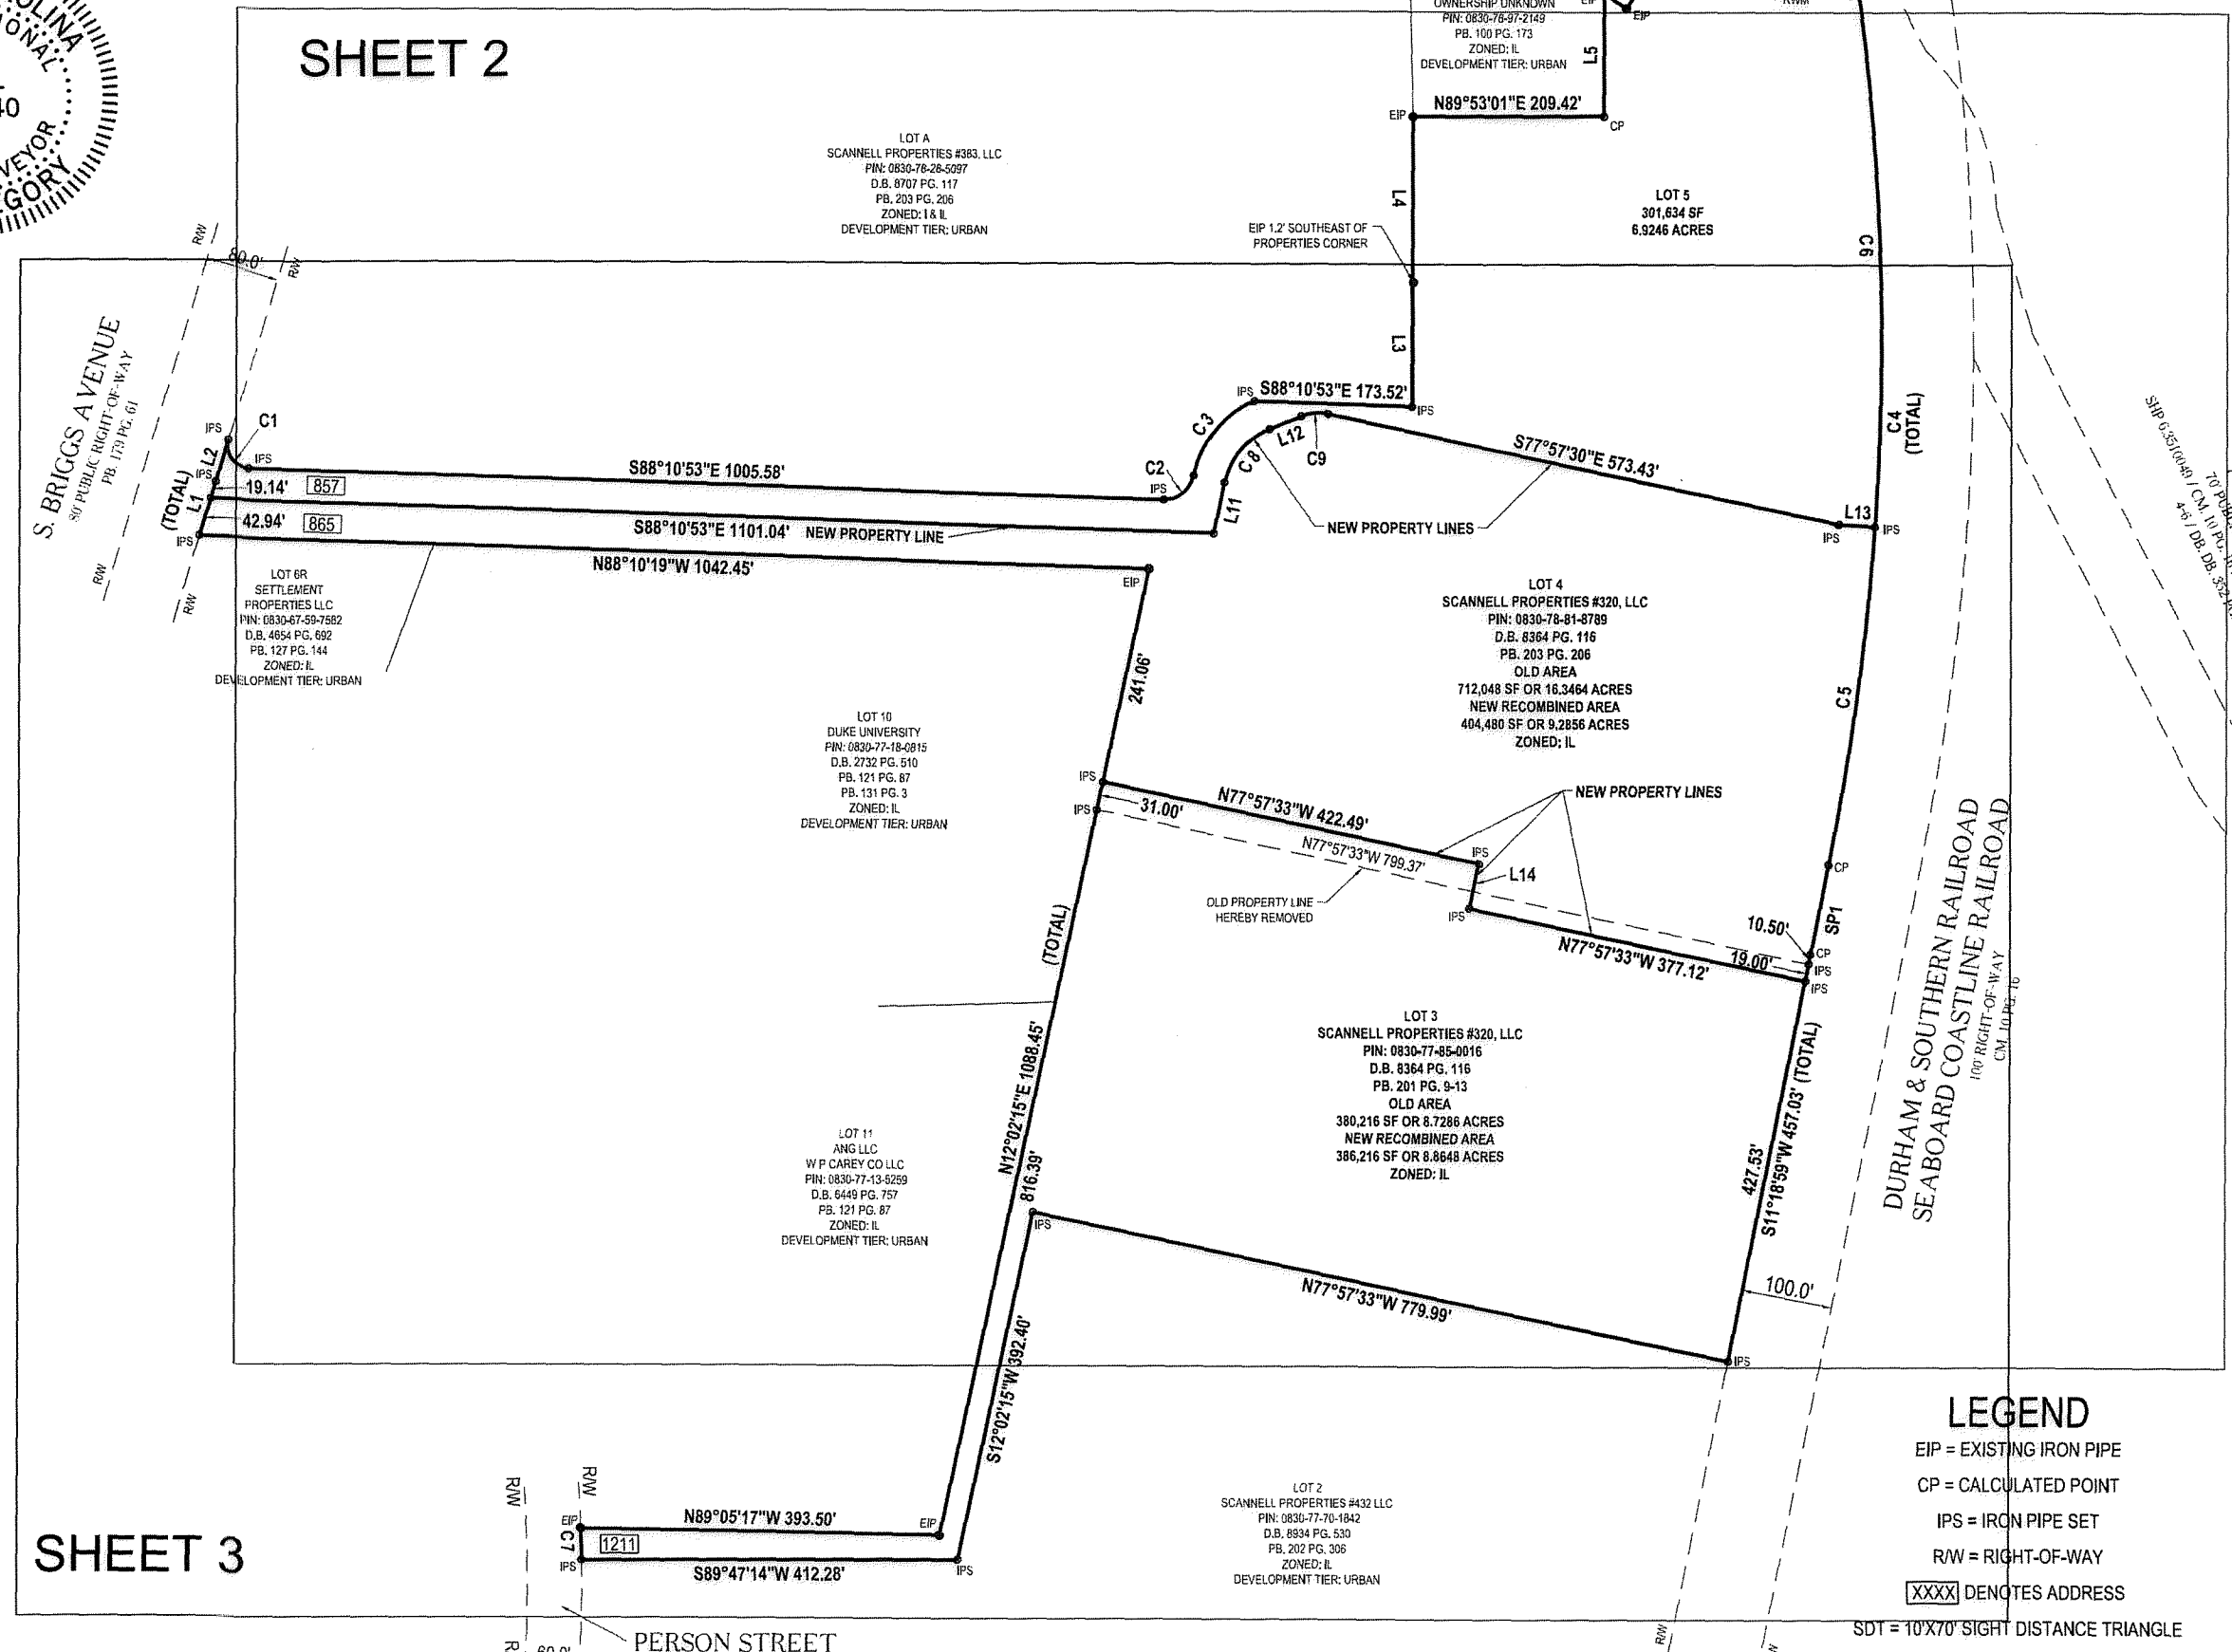 OLINA
ONAL
40
VEYOR
EGORY
SHEET 2
OWNERSHIP UNKNOWN
PIN: 0830-78-97-2149
PB. 100 PG. 173
ZONED: IL
DEVELOPMENT TIER: URBAN
EIP
EIP
RWM
L5
N89°53'01"E 209.42'
EIP
CP
LOT A
SCANNELL PROPERTIES #383, LLC
PIN: 0830-78-28-5097
D.B. 8707 PG. 117
PB. 203 PG. 206
ZONED: I & IL
DEVELOPMENT TIER: URBAN
L4
LOT 5
301,634 SF
6.9246 ACRES
EIP 1.2' SOUTHEAST OF
PROPERTIES CORNER
C6
R/W
80.0'
R/W
S. BRIGGS AVENUE
80' PUBLIC RIGHT-OF-WAY
PB. 179 PG. 61
R/W
R/W
L3
IPS
S88°10'53"E 173.52'
IPS
C4
(TOTAL)
IPS
C1
L2
IPS
IPS
(TOTAL)
L1
19.14'
857
42.94'
865
IPS
S88°10'53"E 1005.58'
C2
IPS
C3
C8
L12
C9
L11
S77°57'30"E 573.43'
L13
IPS
IPS
S88°10'53"E 1101.04'
NEW PROPERTY LINE
NEW PROPERTY LINES
N88°10'19"W 1042.45'
EIP
LOT 6R
SETTLEMENT
PROPERTIES LLC
PIN: 0830-67-59-7582
D.B. 4654 PG. 692
PB. 127 PG. 144
ZONED: IL
DEVELOPMENT TIER: URBAN
LOT 4
SCANNELL PROPERTIES #320, LLC
PIN: 0830-78-81-8789
D.B. 8364 PG. 116
PB. 203 PG. 206
OLD AREA
712,048 SF OR 16.3464 ACRES
NEW RECOMBINED AREA
404,480 SF OR 9.2856 ACRES
ZONED: IL
241.06'
C5
LOT 10
DUKE UNIVERSITY
PIN: 0830-77-18-0815
D.B. 2732 PG. 510
PB. 121 PG. 87
PB. 131 PG. 3
ZONED: IL
DEVELOPMENT TIER: URBAN
IPS
IPS
31.00'
N77°57'33"W 422.49'
NEW PROPERTY LINES
N77°57'33"W 799.37'
IPS
L14
OLD PROPERTY LINE
HEREBY REMOVED
IPS
CP
SP1
10.50'
CP
19.00'
IPS
IPS
N77°57'33"W 377.12'
(TOTAL)
N12°02'15"E 1088.45'
816.39'
LOT 3
SCANNELL PROPERTIES #320, LLC
PIN: 0830-77-85-0016
D.B. 8364 PG. 116
PB. 201 PG. 9-13
OLD AREA
380,216 SF OR 8.7286 ACRES
NEW RECOMBINED AREA
386,216 SF OR 8.8648 ACRES
ZONED: IL
427.53'
S11°18'59"W 457.03' (TOTAL)
DURHAM & SOUTHERN RAILROAD
SEABOARD COASTLINE RAILROAD
100' RIGHT-OF-WAY
CM. 10 PG. 16
LOT 11
ANG LLC
W P CAREY CO LLC
PIN: 0830-77-13-5259
D.B. 6449 PG. 757
PB. 121 PG. 87
ZONED: IL
DEVELOPMENT TIER: URBAN
IPS
N77°57'33"W 779.99'
100.0'
IPS
S12°02'15"W 392.40'
LEGEND
EIP = EXISTING IRON PIPE
CP = CALCULATED POINT
IPS = IRON PIPE SET
R/W = RIGHT-OF-WAY
XXXX DENOTES ADDRESS
SDT = 10'X70' SIGHT DISTANCE TRIANGLE
LOT 2
SCANNELL PROPERTIES #432 LLC
PIN: 0830-77-70-1842
D.B. 8934 PG. 530
PB. 202 PG. 306
ZONED: IL
DEVELOPMENT TIER: URBAN
R/W
R/W
EIP
N89°05'17"W 393.50'
EIP
C7
1211
IPS
S89°47'14"W 412.28'
IPS
SHEET 3
PERSON STREET
R/W